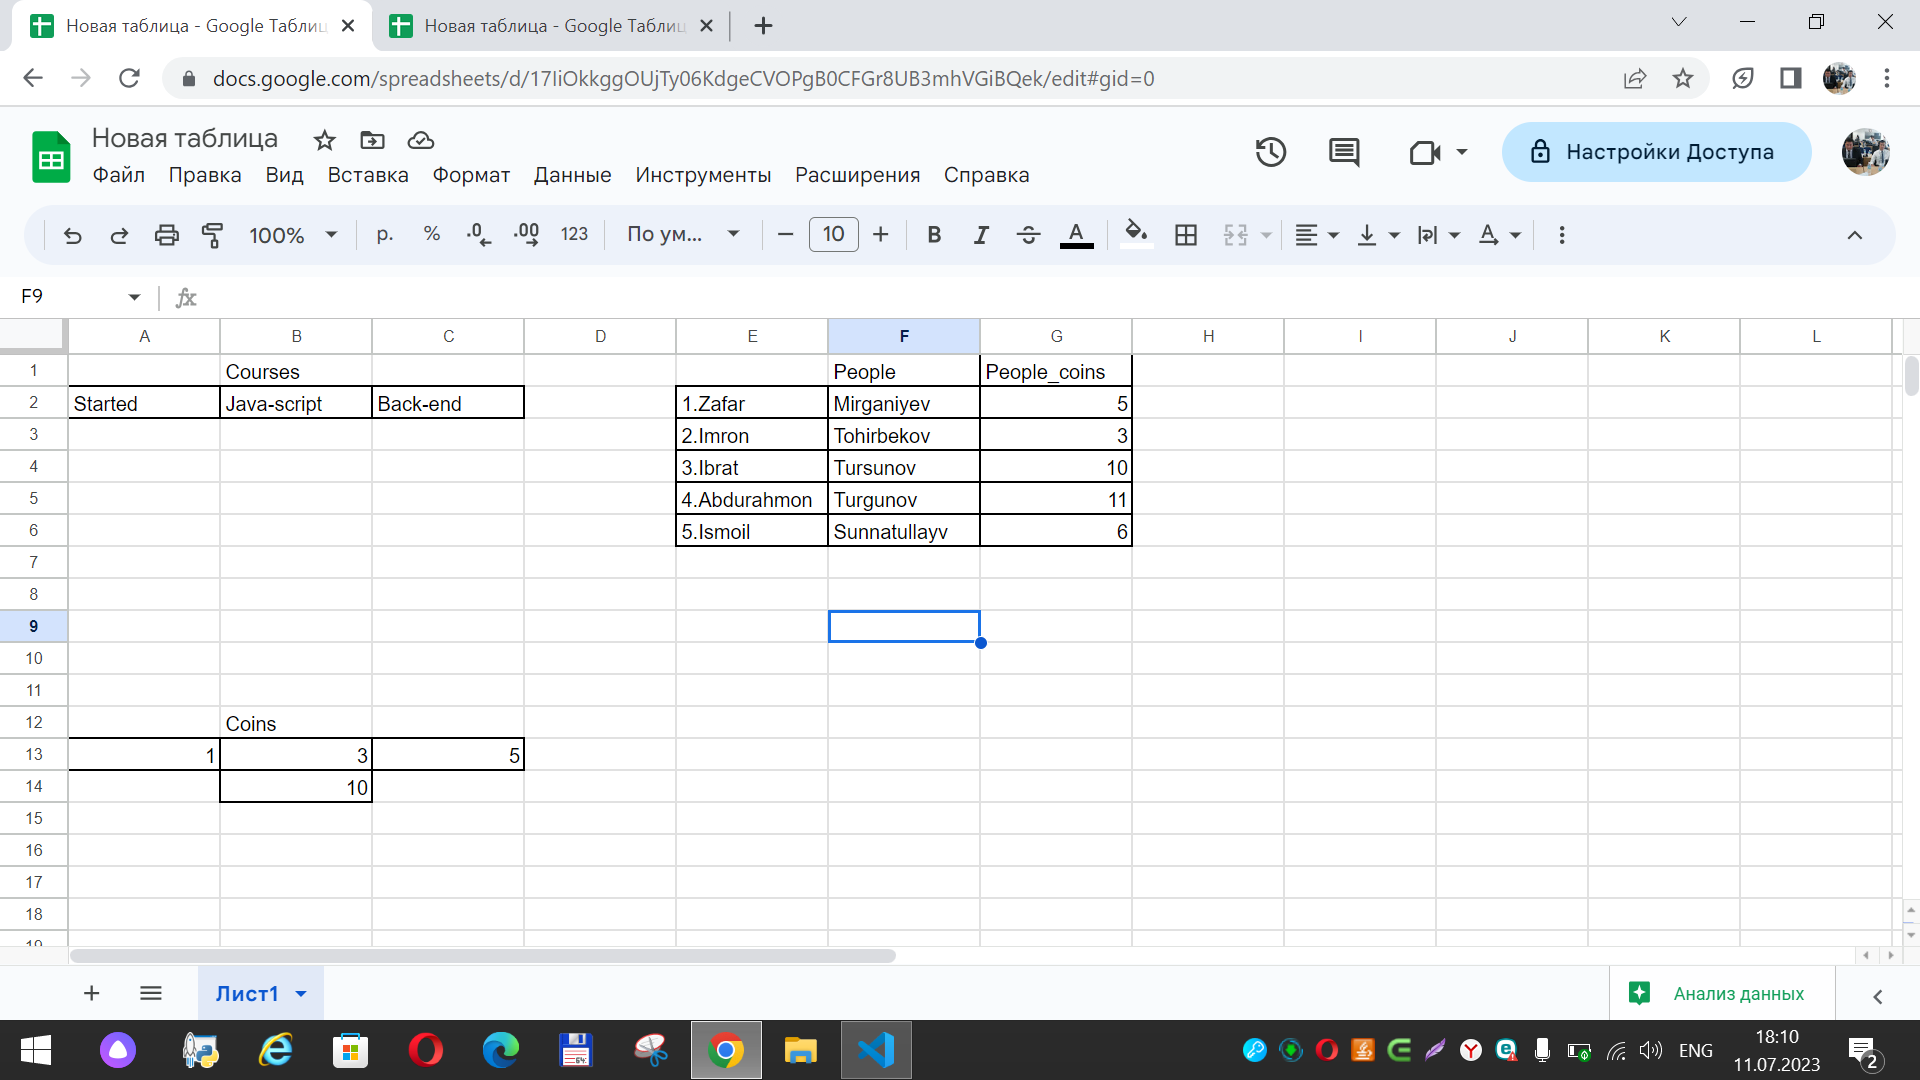 Новая таблица - Google Таблиц
Новая таблица - Google Таблиц
docs.google.com/spreadsheets/d/17IiOkkggOUjTy06KdgeCVOPgB0CFGr8UB3mhVGiBQek/edit#gid=0
Новая таблица
Файл Правка Вид Вставка Формат Данные Инструменты Расширения Справка
Настройки Доступа
100% р. % .0 .00 123 По ум... 10 B I A
F9 fx
A B C D E F G H I J K L
1 Courses People People_coins
2 Started Java-script Back-end 1.Zafar Mirganiyev 5
3 2.Imron Tohirbekov 3
4 3.Ibrat Tursunov 10
5 4.Abdurahmon Turgunov 11
6 5.Ismoil Sunnatullayv 6
7
8
9
10
11
12 Coins
13 1 3 5
14 10
15
16
17
18
19
Лист1
Анализ данных
64
ENG
18:10
11.07.2023
2